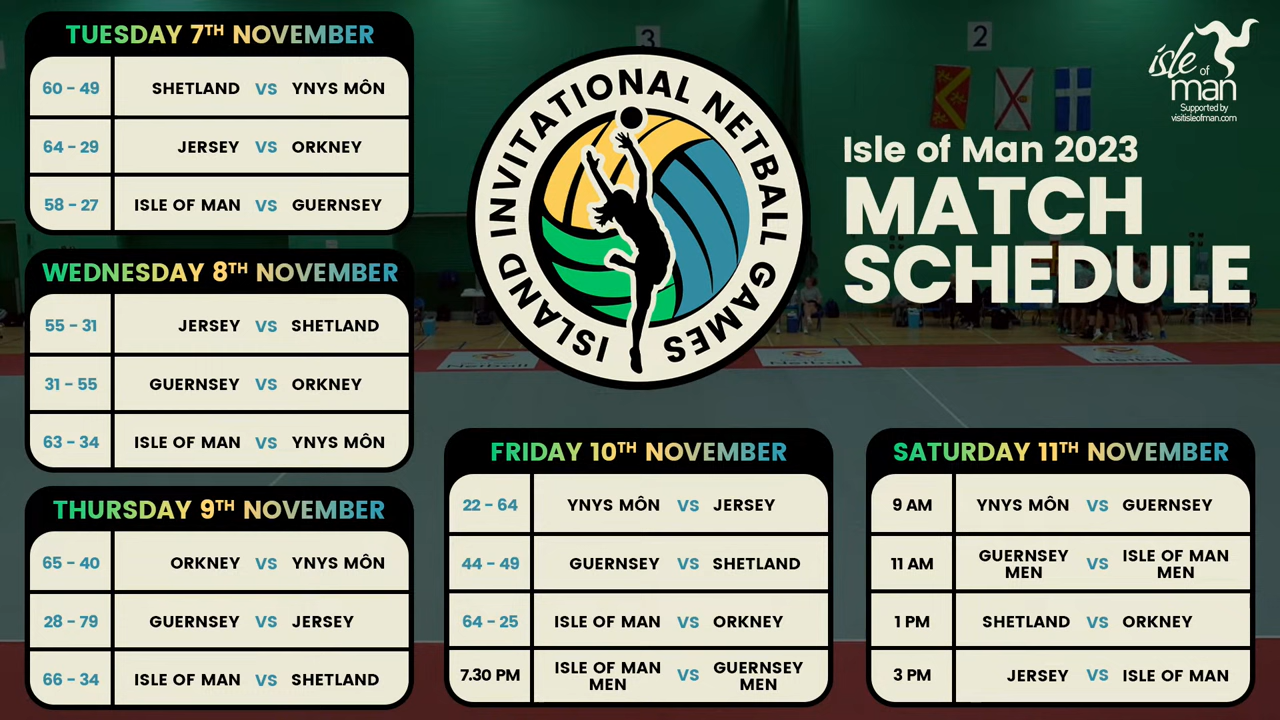 TUESDAY 7TH NOVEMBER
60 - 49 SHETLAND VS YNYS MÔN
64 - 29 JERSEY VS ORKNEY
58 - 27 ISLE OF MAN VS GUERNSEY
WEDNESDAY 8TH NOVEMBER
55 - 31 JERSEY VS SHETLAND
31 - 55 GUERNSEY VS ORKNEY
63 - 34 ISLE OF MAN VS YNYS MÔN
THURSDAY 9TH NOVEMBER
65 - 40 ORKNEY VS YNYS MÔN
28 - 79 GUERNSEY VS JERSEY
66 - 34 ISLE OF MAN VS SHETLAND
3
2
ISLAND INVITATIONAL NETBALL GAMES
isle of
man
Supported by
visitisleofman.com
Isle of Man 2023
MATCH
SCHEDULE
Netball
FRIDAY 10TH NOVEMBER
22 - 64 YNYS MÔN VS JERSEY
44 - 49 GUERNSEY VS SHETLAND
64 - 25 ISLE OF MAN VS ORKNEY
7.30 PM ISLE OF MAN MEN VS GUERNSEY MEN
SATURDAY 11TH NOVEMBER
9 AM YNYS MÔN VS GUERNSEY
11 AM GUERNSEY MEN VS ISLE OF MAN MEN
1 PM SHETLAND VS ORKNEY
3 PM JERSEY VS ISLE OF MAN